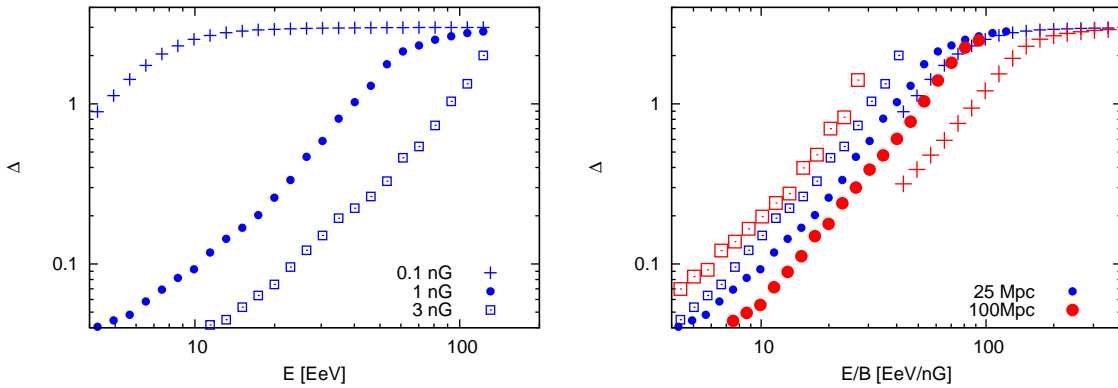 1
0.1
Δ
10
100
E [EeV]
0.1 nG
1 nG
3 nG
1
0.1
Δ
10
100
E/B [EeV/nG]
25 Mpc
100Mpc